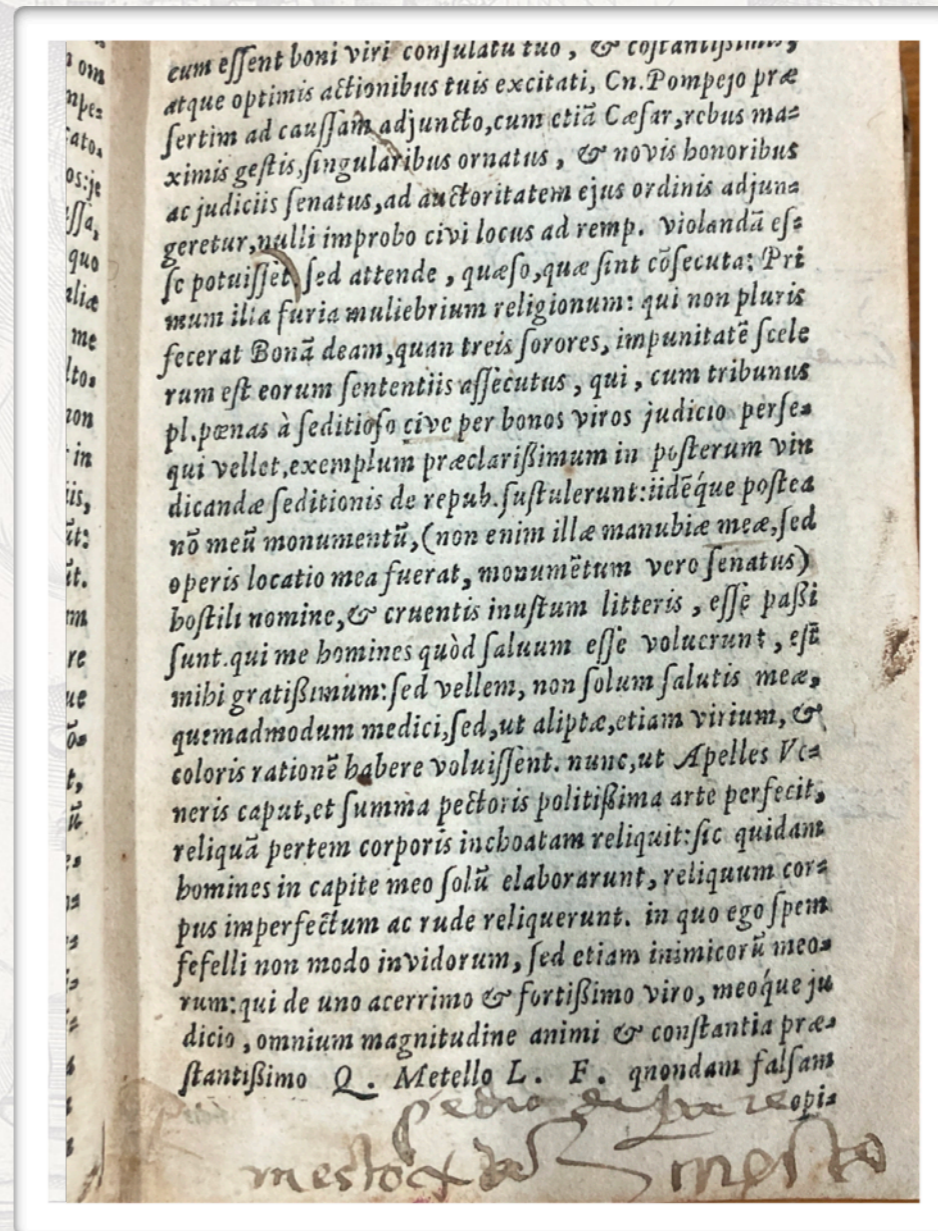 cum essent boni viri consulatu tuo, & costantissimis,
atque optimis actionibus tuis excitati, Cn.Pompejo præ
sertim ad caussam adjuncto,cum etiã Cæsar,rebus ma=
ximis gestis,singularibus ornatus, & novis honoribus
ac judiciis senatus,ad auctoritatem ejus ordinis adjun=
geretur,nulli improbo civi locus ad remp. violandã es=
se potuisset sed attende, quæso,quæ sint cõsecuta: Pri
mum illa furia muliebrium religionum: qui non pluris
fecerat Bonã deam,quan treis sorores, impunitatẽ scele
rum est eorum sententiis assecutus, qui, cum tribunus
pl.pœnas à seditioso cive per bonos viros judicio perse=
qui vellet,exemplum præclarißimum in posterum vin
dicandæ seditionis de repub.sustulerunt:iidẽque postea
nõ meũ monumentũ,(non enim illæ manubiæ meæ,sed
operis locatio mea fuerat, monumẽtum vero senatus)
hostili nomine,& cruentis inustum litteris, esse paßi
sunt.qui me homines quòd saluum esse voluerunt, est
mihi gratißimum:sed vellem, non solum salutis meæ,
quemadmodum medici,sed,ut aliptæ,etiam virium, &
coloris rationẽ habere voluissent. nunc,ut Apelles Ve=
neris caput,et summa pectoris politißima arte perfecit,
reliquã pertem corporis inchoatam reliquit:sic quidam
homines in capite meo solũ elaborarunt, reliquum cor=
pus imperfectum ac rude reliquerunt. in quo ego spem
fefelli non modo invidorum, sed etiam inimicorũ meo=
rum:qui de uno acerrimo & fortißimo viro, meóque ju
dicio, omnium magnitudine animi & constantia præ=
stantißimo Q. Metello L. F. qnondam falsam
opi=